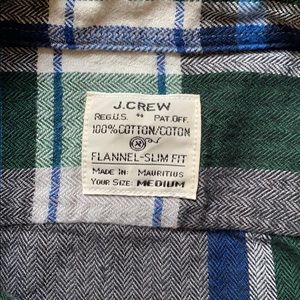 J.CREW
REG.U.S. PAT. OFF.
100% COTTON/COTON
FLANNEL-SLIM FIT
MADE IN: MAURITIUS
YOUR SIZE: MEDIUM